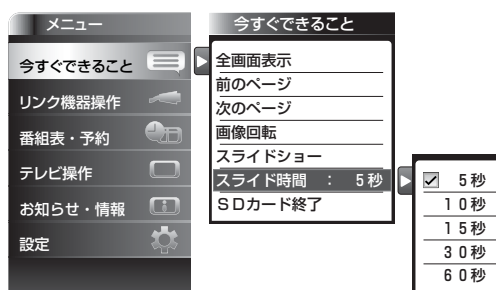 メニュー
今すぐできること
リンク機器操作
番組表・予約
テレビ操作
お知らせ・情報
設定
今すぐできること
全画面表示
前のページ
次のページ
画像回転
スライドショー
スライド時間 : 5秒
SDカード終了
5秒
10秒
15秒
30秒
60秒